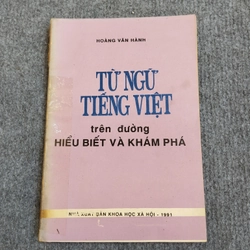 HOÀNG VĂN HÀNH
TỪ NGỮ
TIẾNG VIỆT
trên đường
HIỂU BIẾT VÀ KHÁM PHÁ
NHÀ XUẤT BẢN KHOA HỌC XÃ HỘI - 1991